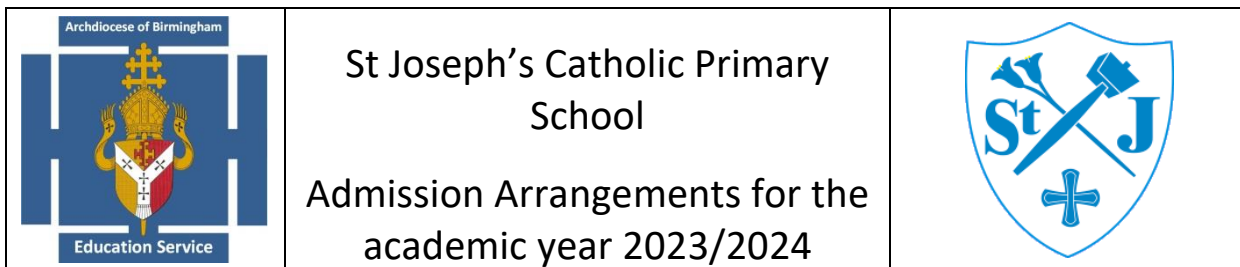 Archdiocese of Birmingham
Education Service
St Joseph’s Catholic Primary
School
Admission Arrangements for the
academic year 2023/2024
St J